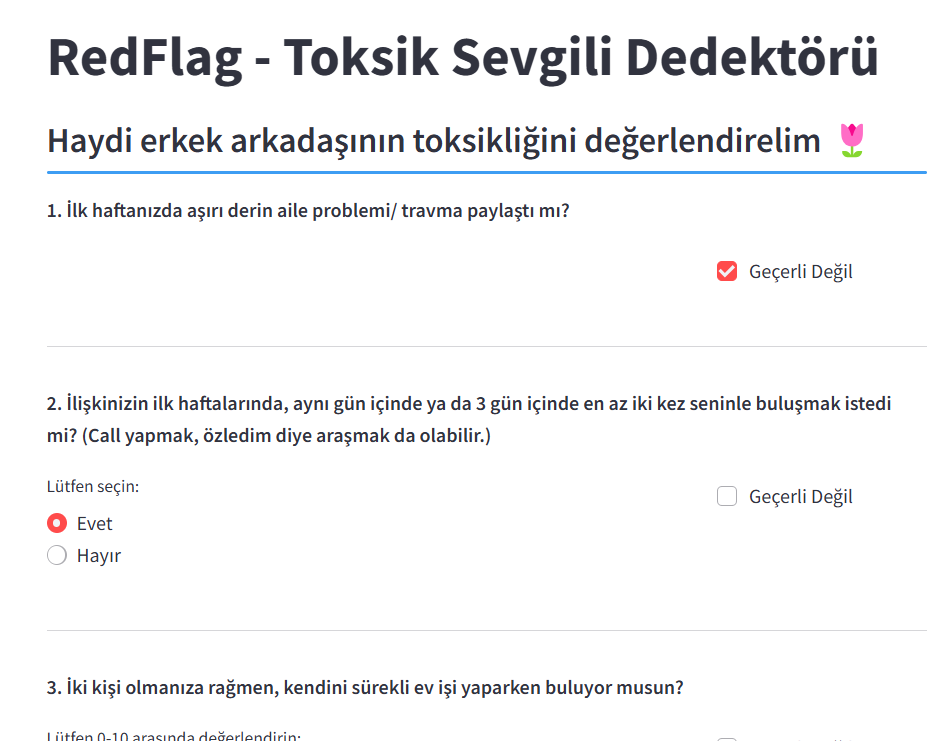 RedFlag - Toksik Sevgili Dedektörü
Haydi erkek arkadaşının toksikliğini değerlendirelim 🌷
1. İlk haftanızda aşırı derin aile problemi/ travma paylaştı mı?
Geçerli Değil
2. İlişkinizin ilk haftalarında, aynı gün içinde ya da 3 gün içinde en az iki kez seninle buluşmak istedi
mi? (Call yapmak, özledim diye araşmak da olabilir.)
Lütfen seçin:
Geçerli Değil
Evet
Hayır
3. İki kişi olmanıza rağmen, kendini sürekli ev işi yaparken buluyor musun?
Lütfen 0-10 arasında değerlendirin: